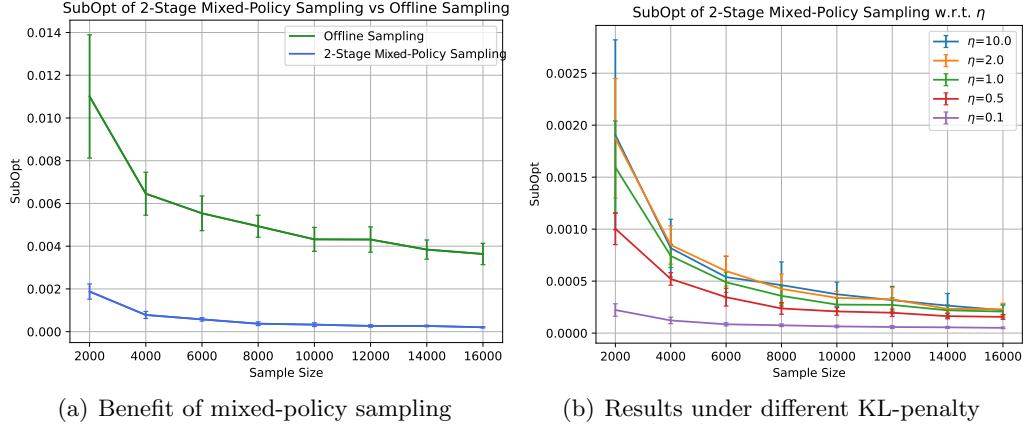 SubOpt of 2-Stage Mixed-Policy Sampling vs Offline Sampling
Offline Sampling
2-Stage Mixed-Policy Sampling
0.014
0.012
0.010
0.008
0.006
0.004
0.002
0.000
SubOpt
2000 4000 6000 8000 10000 12000 14000 16000
Sample Size
(a) Benefit of mixed-policy sampling
SubOpt of 2-Stage Mixed-Policy Sampling w.r.t. η
η=10.0
η=2.0
η=1.0
η=0.5
η=0.1
0.0025
0.0020
0.0015
0.0010
0.0005
0.0000
SubOpt
2000 4000 6000 8000 10000 12000 14000 16000
Sample Size
(b) Results under different KL-penalty